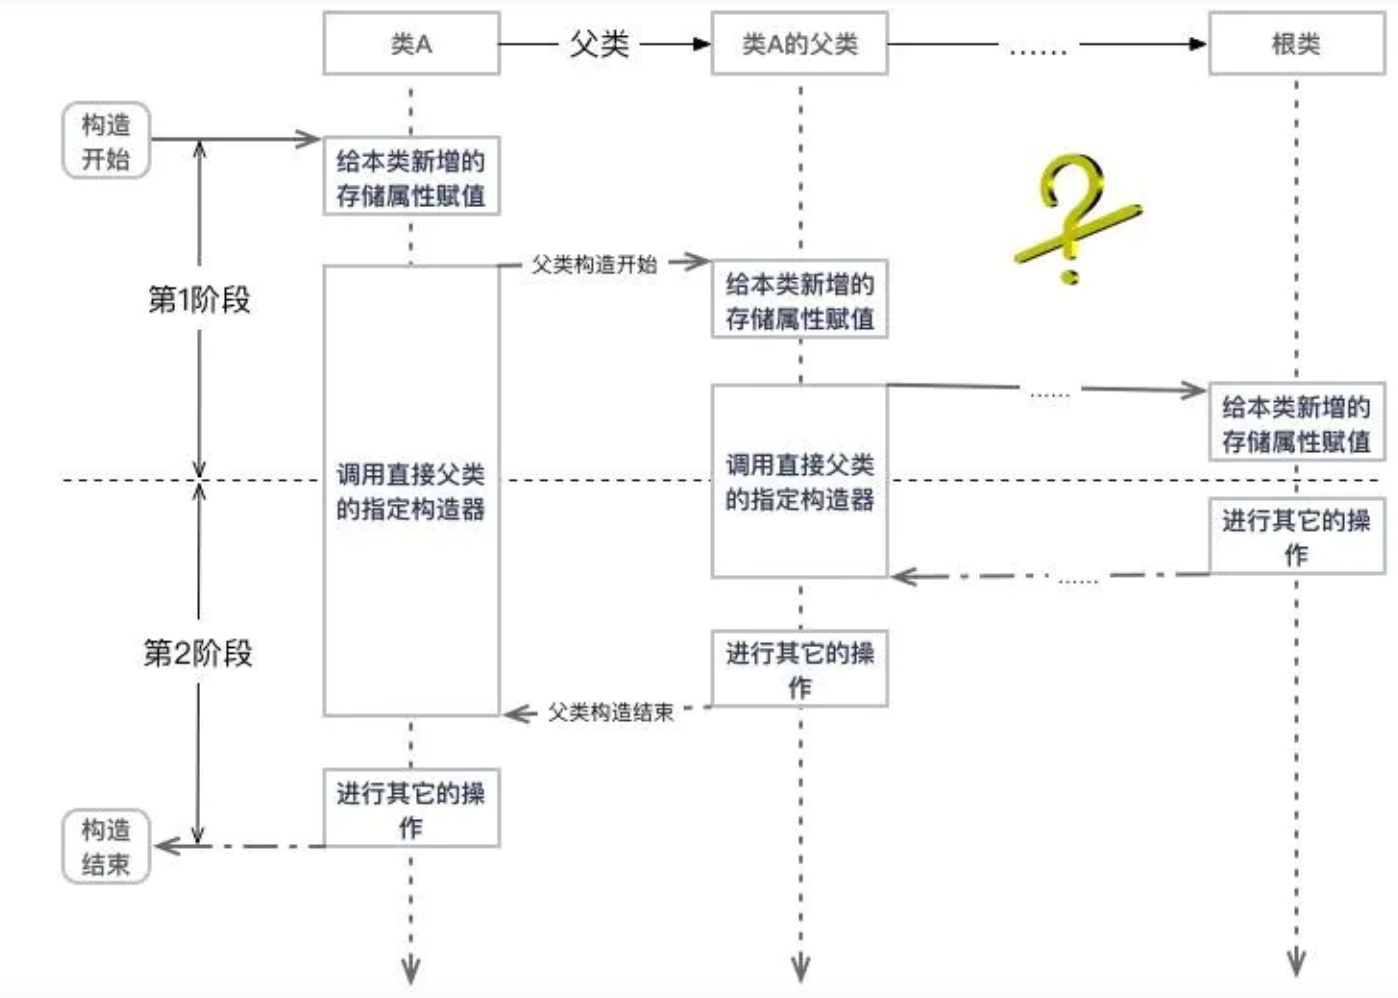 类A
父类
类A的父类
......
根类
构造
开始
给本类新增的
存储属性赋值
父类构造开始
给本类新增的
存储属性赋值
?
第1阶段
......
给本类新增的
存储属性赋值
调用直接父类
的指定构造器
调用直接父类
的指定构造器
进行其它的操
作
......
第2阶段
进行其它的操
作
父类构造结束
进行其它的操
作
构造
结束